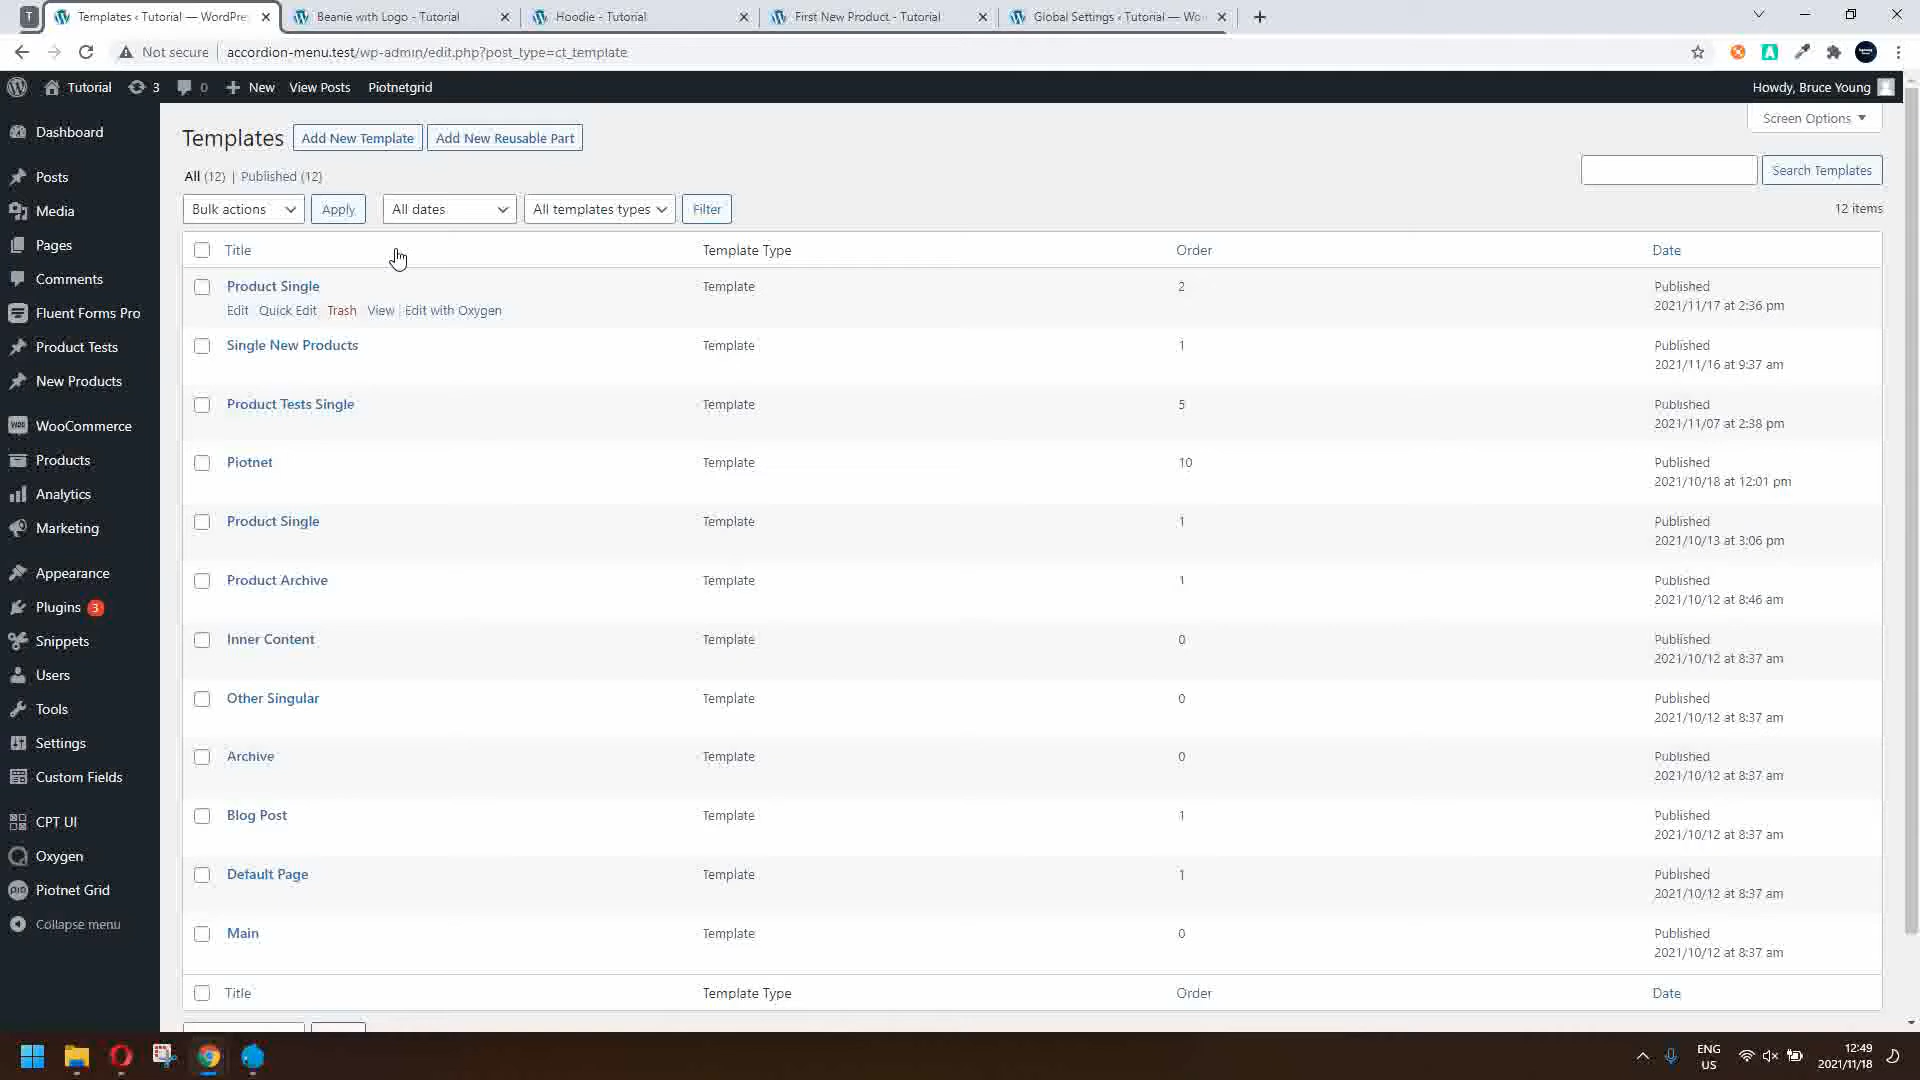 T
Templates ‹ Tutorial — WordPre
Beanie with Logo - Tutorial
Hoodie - Tutorial
First New Product - Tutorial
Global Settings ‹ Tutorial — Wo
Not secure
accordion-menu.test/wp-admin/edit.php?post_type=ct_template
A
Tutorial
3
0
New
View Posts
Piotnetgrid
Howdy, Bruce Young
Dashboard
Posts
Media
Pages
Comments
Fluent Forms Pro
Product Tests
New Products
WooCommerce
Products
Analytics
Marketing
Appearance
Plugins 3
Snippets
Users
Tools
Settings
Custom Fields
CPT UI
Oxygen
Piotnet Grid
Collapse menu
Screen Options
Templates
Add New Template
Add New Reusable Part
All (12) | Published (12)
Search Templates
Bulk actions
Apply
All dates
All templates types
Filter
12 items
Title Template Type Order Date
Product Single Template 2 Published
2021/11/17 at 2:36 pm
Edit Quick Edit Trash View | Edit with Oxygen
Single New Products Template 1 Published
2021/11/16 at 9:37 am
Product Tests Single Template 5 Published
2021/11/07 at 2:38 pm
Piotnet Template 10 Published
2021/10/18 at 12:01 pm
Product Single Template 1 Published
2021/10/13 at 3:06 pm
Product Archive Template 1 Published
2021/10/12 at 8:46 am
Inner Content Template 0 Published
2021/10/12 at 8:37 am
Other Singular Template 0 Published
2021/10/12 at 8:37 am
Archive Template 0 Published
2021/10/12 at 8:37 am
Blog Post Template 1 Published
2021/10/12 at 8:37 am
Default Page Template 1 Published
2021/10/12 at 8:37 am
Main Template 0 Published
2021/10/12 at 8:37 am
Title Template Type Order Date
ENG
US
12:49
2021/11/18